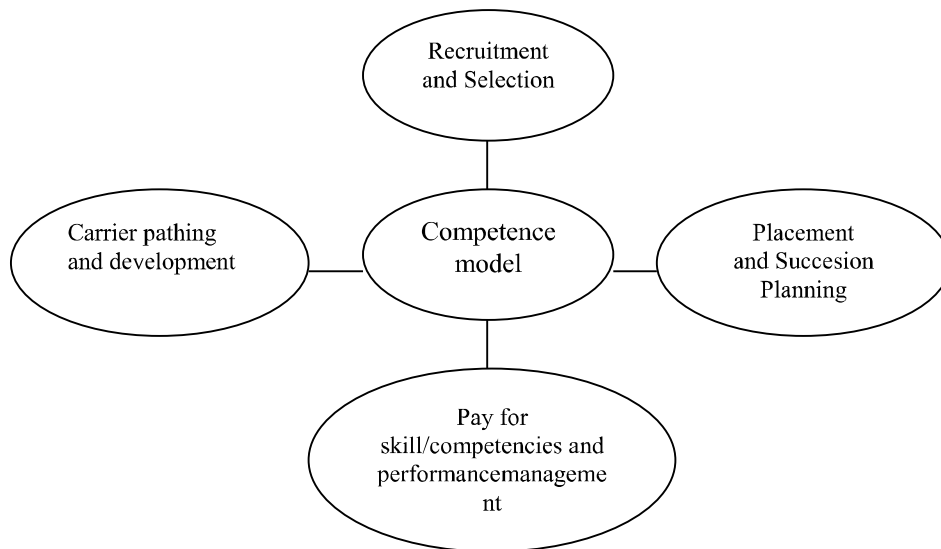 Recruitment
and Selection
Carrier pathing
and development
Competence
model
Placement
and Succesion
Planning
Pay for
skill/competencies and
performancemanageme
nt